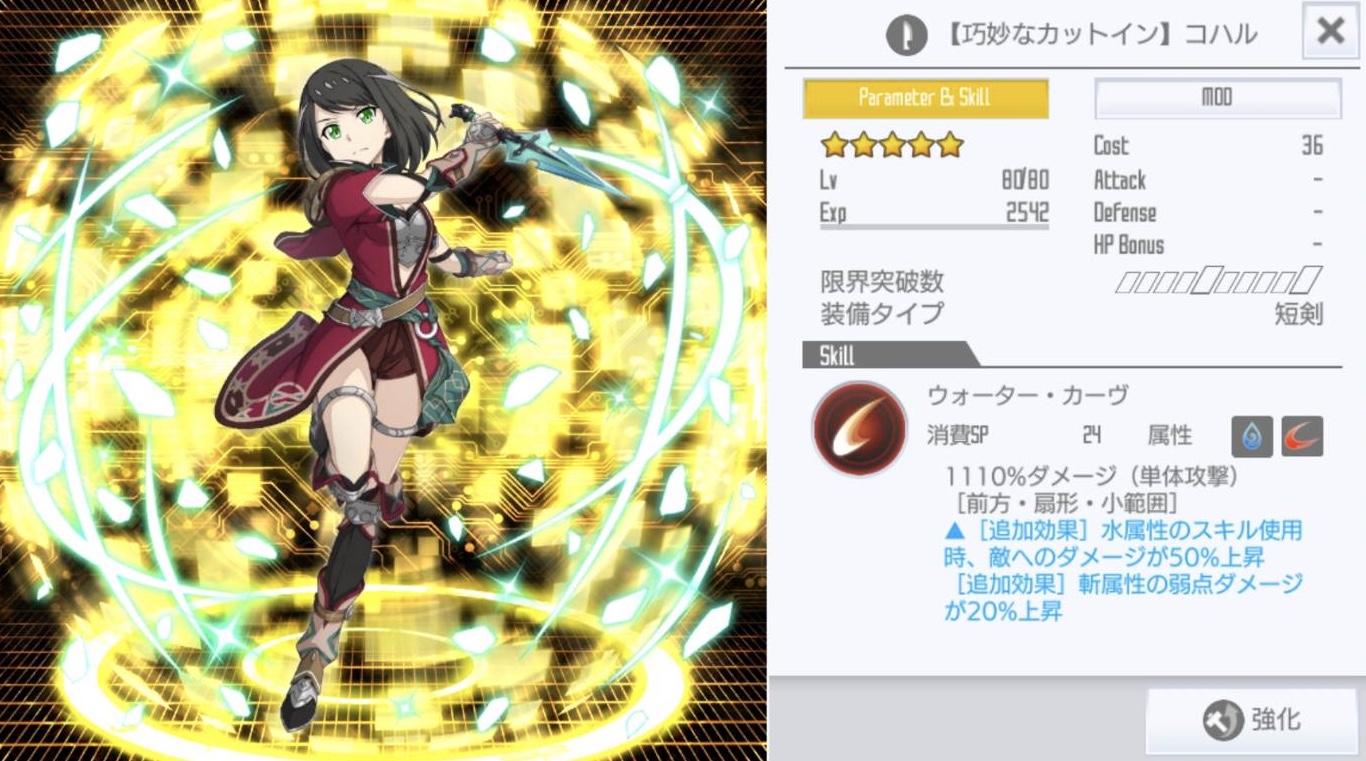 【巧妙なカットイン】コハル
Parameter & Skill
MOD
Lv 80/80
Exp 2542
Cost 36
Attack -
Defense -
HP Bonus -
限界突破数
装備タイプ 短剣
Skill
ウォーター・カーヴ
消費SP 24 属性
1110%ダメージ（単体攻撃）
［前方・扇形・小範囲］
▲［追加効果］水属性のスキル使用
時、敵へのダメージが50%上昇
［追加効果］斬属性の弱点ダメージ
が20%上昇
強化